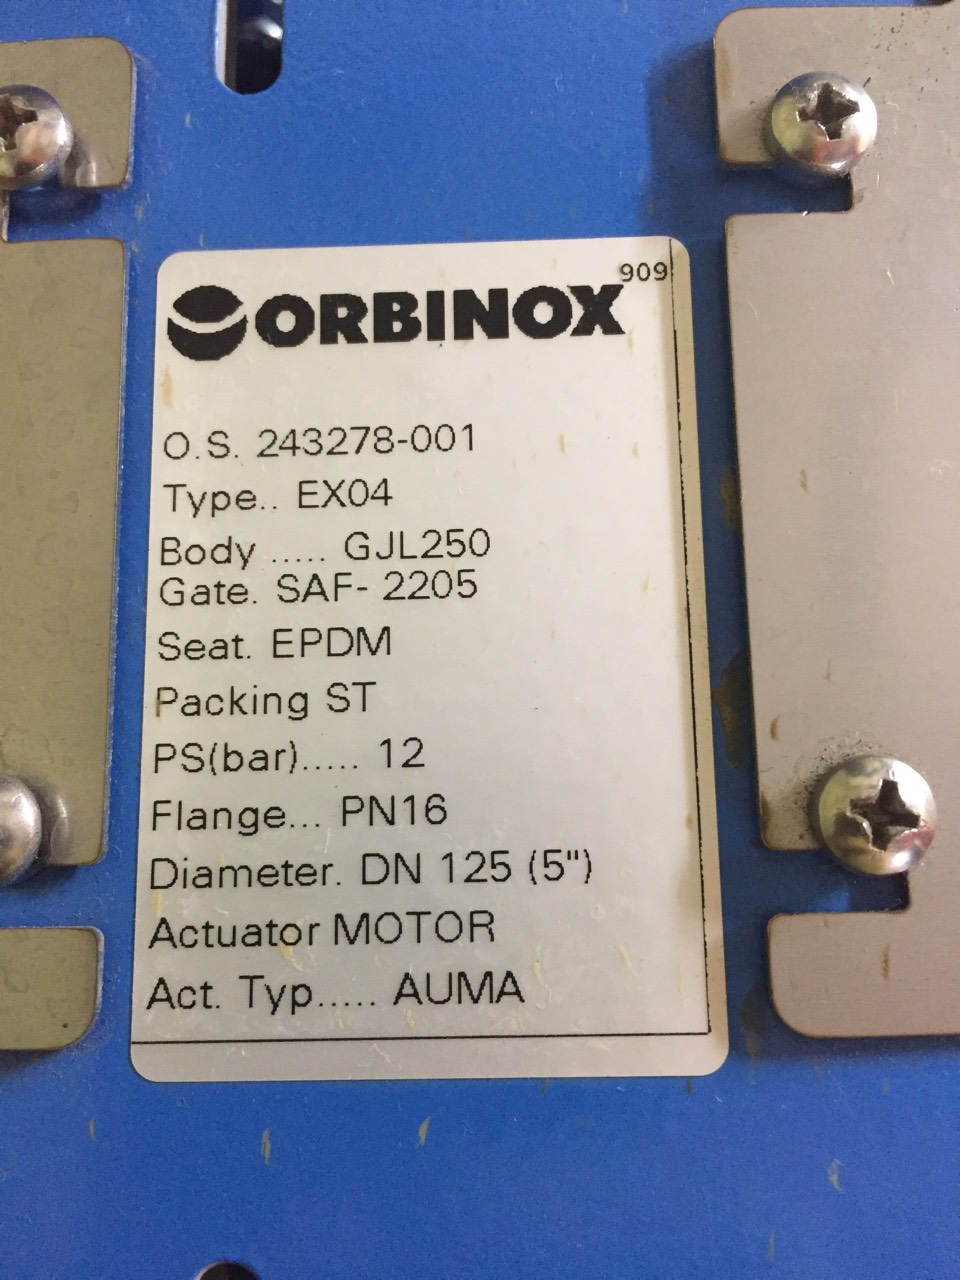 909
ORBINOX
O.S. 243278-001
Type.. EX04
Body ..... GJL250
Gate. SAF- 2205
Seat. EPDM
Packing ST
PS(bar)..... 12
Flange... PN16
Diameter. DN 125 (5")
Actuator MOTOR
Act. Typ..... AUMA